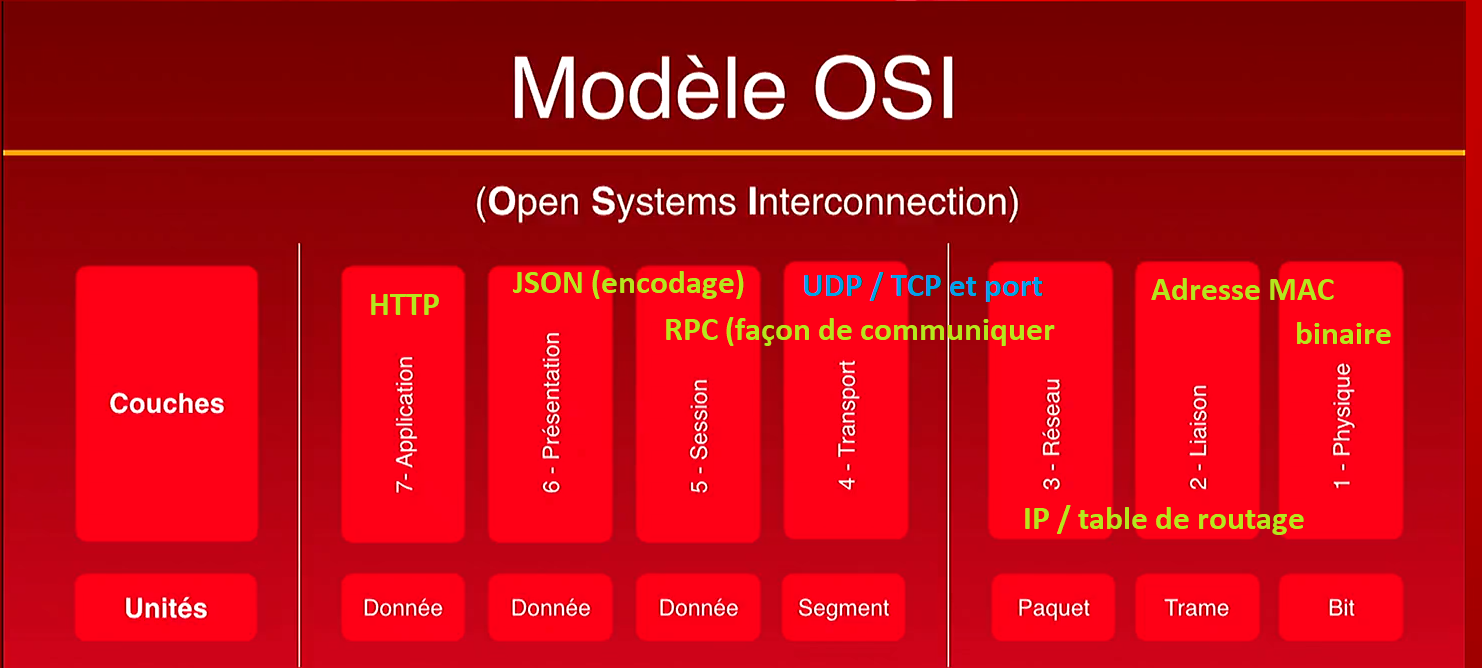 Modèle OSI
(Open Systems Interconnection)
JSON (encodage)
UDP / TCP et port
Adresse MAC
HTTP
RPC (façon de communiquer
binaire
Couches
7- Application
6 - Présentation
5 - Session
4 - Transport
3 - Réseau
2 - Liaison
1 - Physique
IP / table de routage
Unités
Donnée
Donnée
Donnée
Segment
Paquet
Trame
Bit